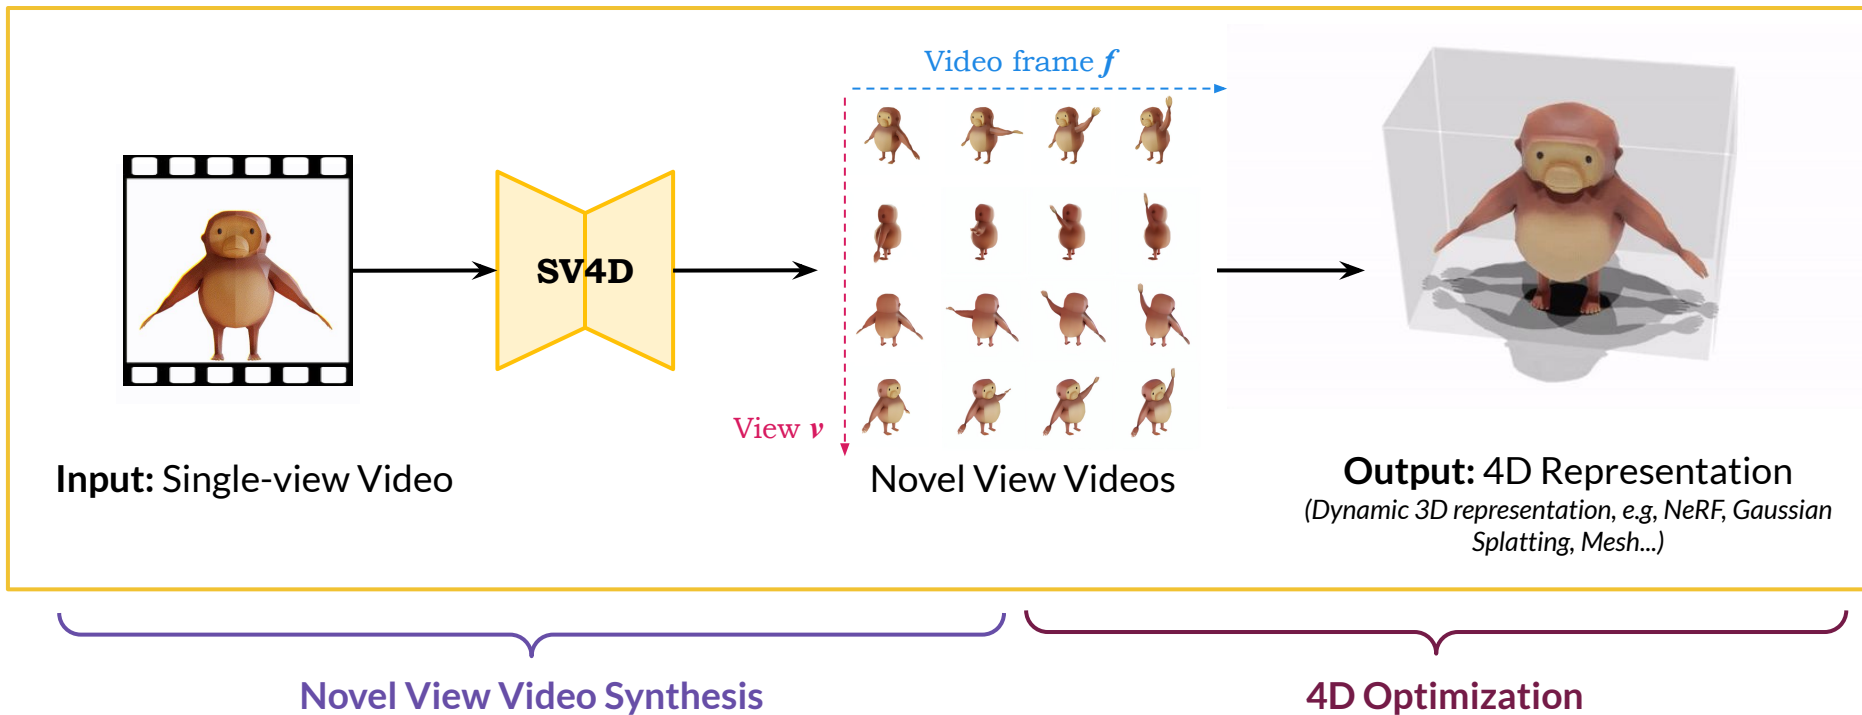 Video frame f
SV4D
View v
Input: Single-view Video
Novel View Videos
Output: 4D Representation
(Dynamic 3D representation, e.g, NeRF, Gaussian
Splatting, Mesh...)
Novel View Video Synthesis
4D Optimization